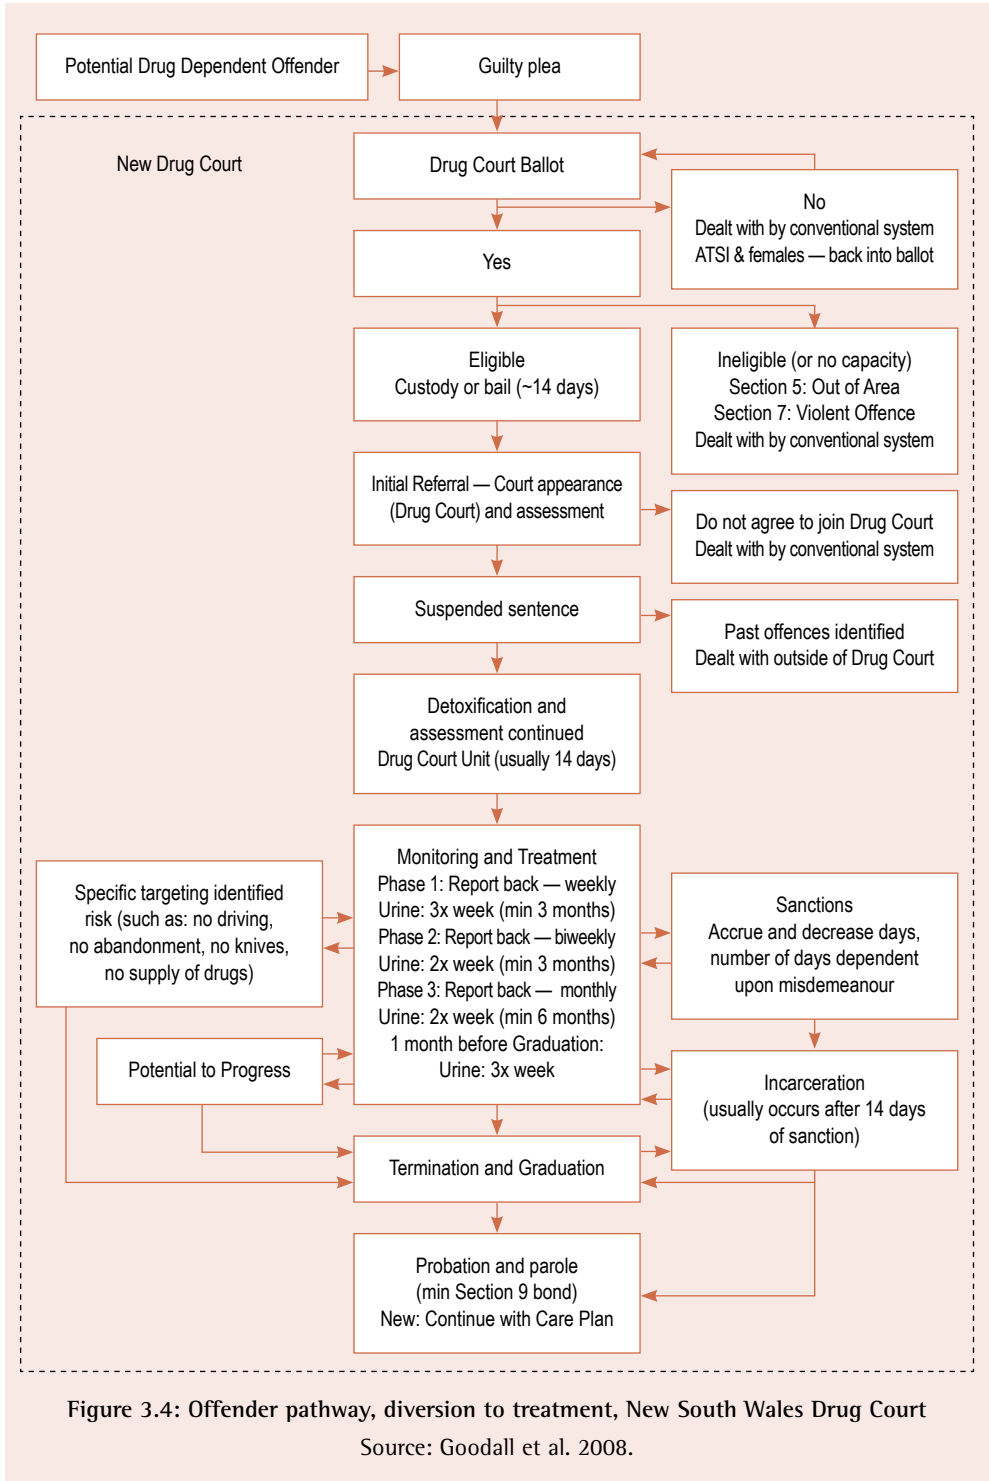 Potential Drug Dependent Offender
Guilty plea
New Drug Court
Drug Court Ballot
No
Dealt with by conventional system
ATSI & females — back into ballot
Yes
Eligible
Custody or bail (~14 days)
Ineligible (or no capacity)
Section 5: Out of Area
Section 7: Violent Offence
Dealt with by conventional system
Initial Referral — Court appearance
(Drug Court) and assessment
Do not agree to join Drug Court
Dealt with by conventional system
Suspended sentence
Past offences identified
Dealt with outside of Drug Court
Detoxification and
assessment continued
Drug Court Unit (usually 14 days)
Monitoring and Treatment
Phase 1: Report back — weekly
Urine: 3x week (min 3 months)
Phase 2: Report back — biweekly
Urine: 2x week (min 3 months)
Phase 3: Report back — monthly
Urine: 2x week (min 6 months)
1 month before Graduation:
Urine: 3x week
Specific targeting identified
risk (such as: no driving,
no abandonment, no knives,
no supply of drugs)
Sanctions
Accrue and decrease days,
number of days dependent
upon misdemeanour
Potential to Progress
Incarceration
(usually occurs after 14 days
of sanction)
Termination and Graduation
Probation and parole
(min Section 9 bond)
New: Continue with Care Plan
Figure 3.4: Offender pathway, diversion to treatment, New South Wales Drug Court
Source: Goodall et al. 2008.